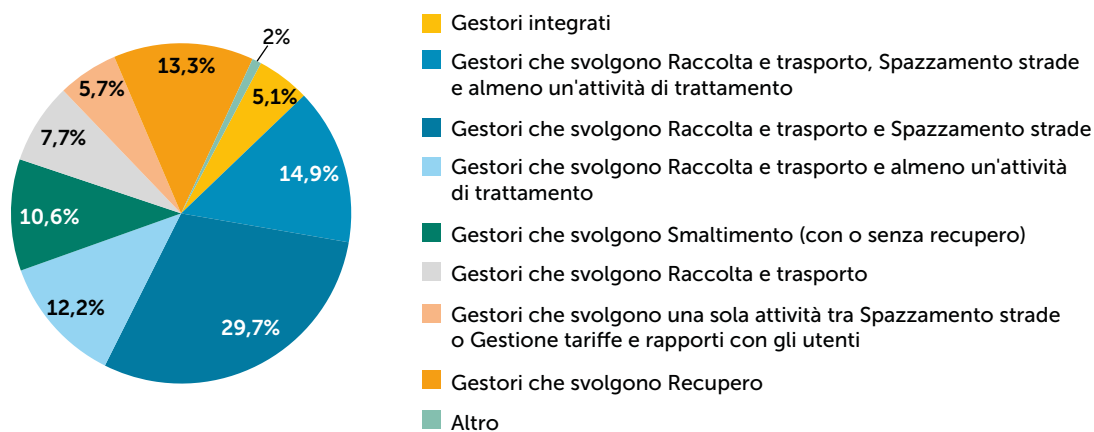 2%
13,3%
5,7%
5,1%
7,7%
14,9%
10,6%
12,2%
29,7%
Gestori integrati
Gestori che svolgono Raccolta e trasporto, Spazzamento strade
e almeno un'attività di trattamento
Gestori che svolgono Raccolta e trasporto e Spazzamento strade
Gestori che svolgono Raccolta e trasporto e almeno un'attività
di trattamento
Gestori che svolgono Smaltimento (con o senza recupero)
Gestori che svolgono Raccolta e trasporto
Gestori che svolgono una sola attività tra Spazzamento strade
o Gestione tariffe e rapporti con gli utenti
Gestori che svolgono Recupero
Altro